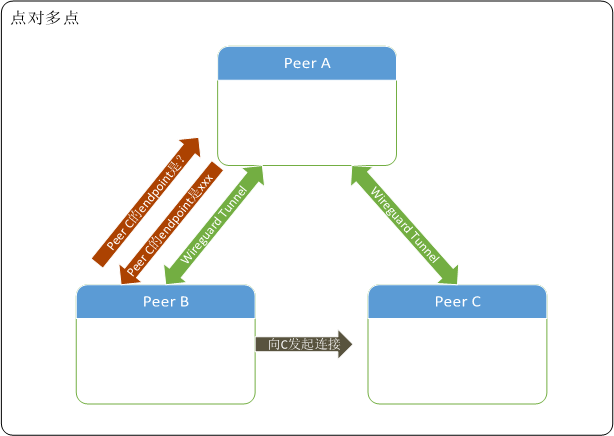 点对多点
Peer A
Peer C的endpoint是？
Peer C的endpoint是xxx
Wireguard Tunnel
Wireguard Tunnel
Peer B
Peer C
向C发起连接